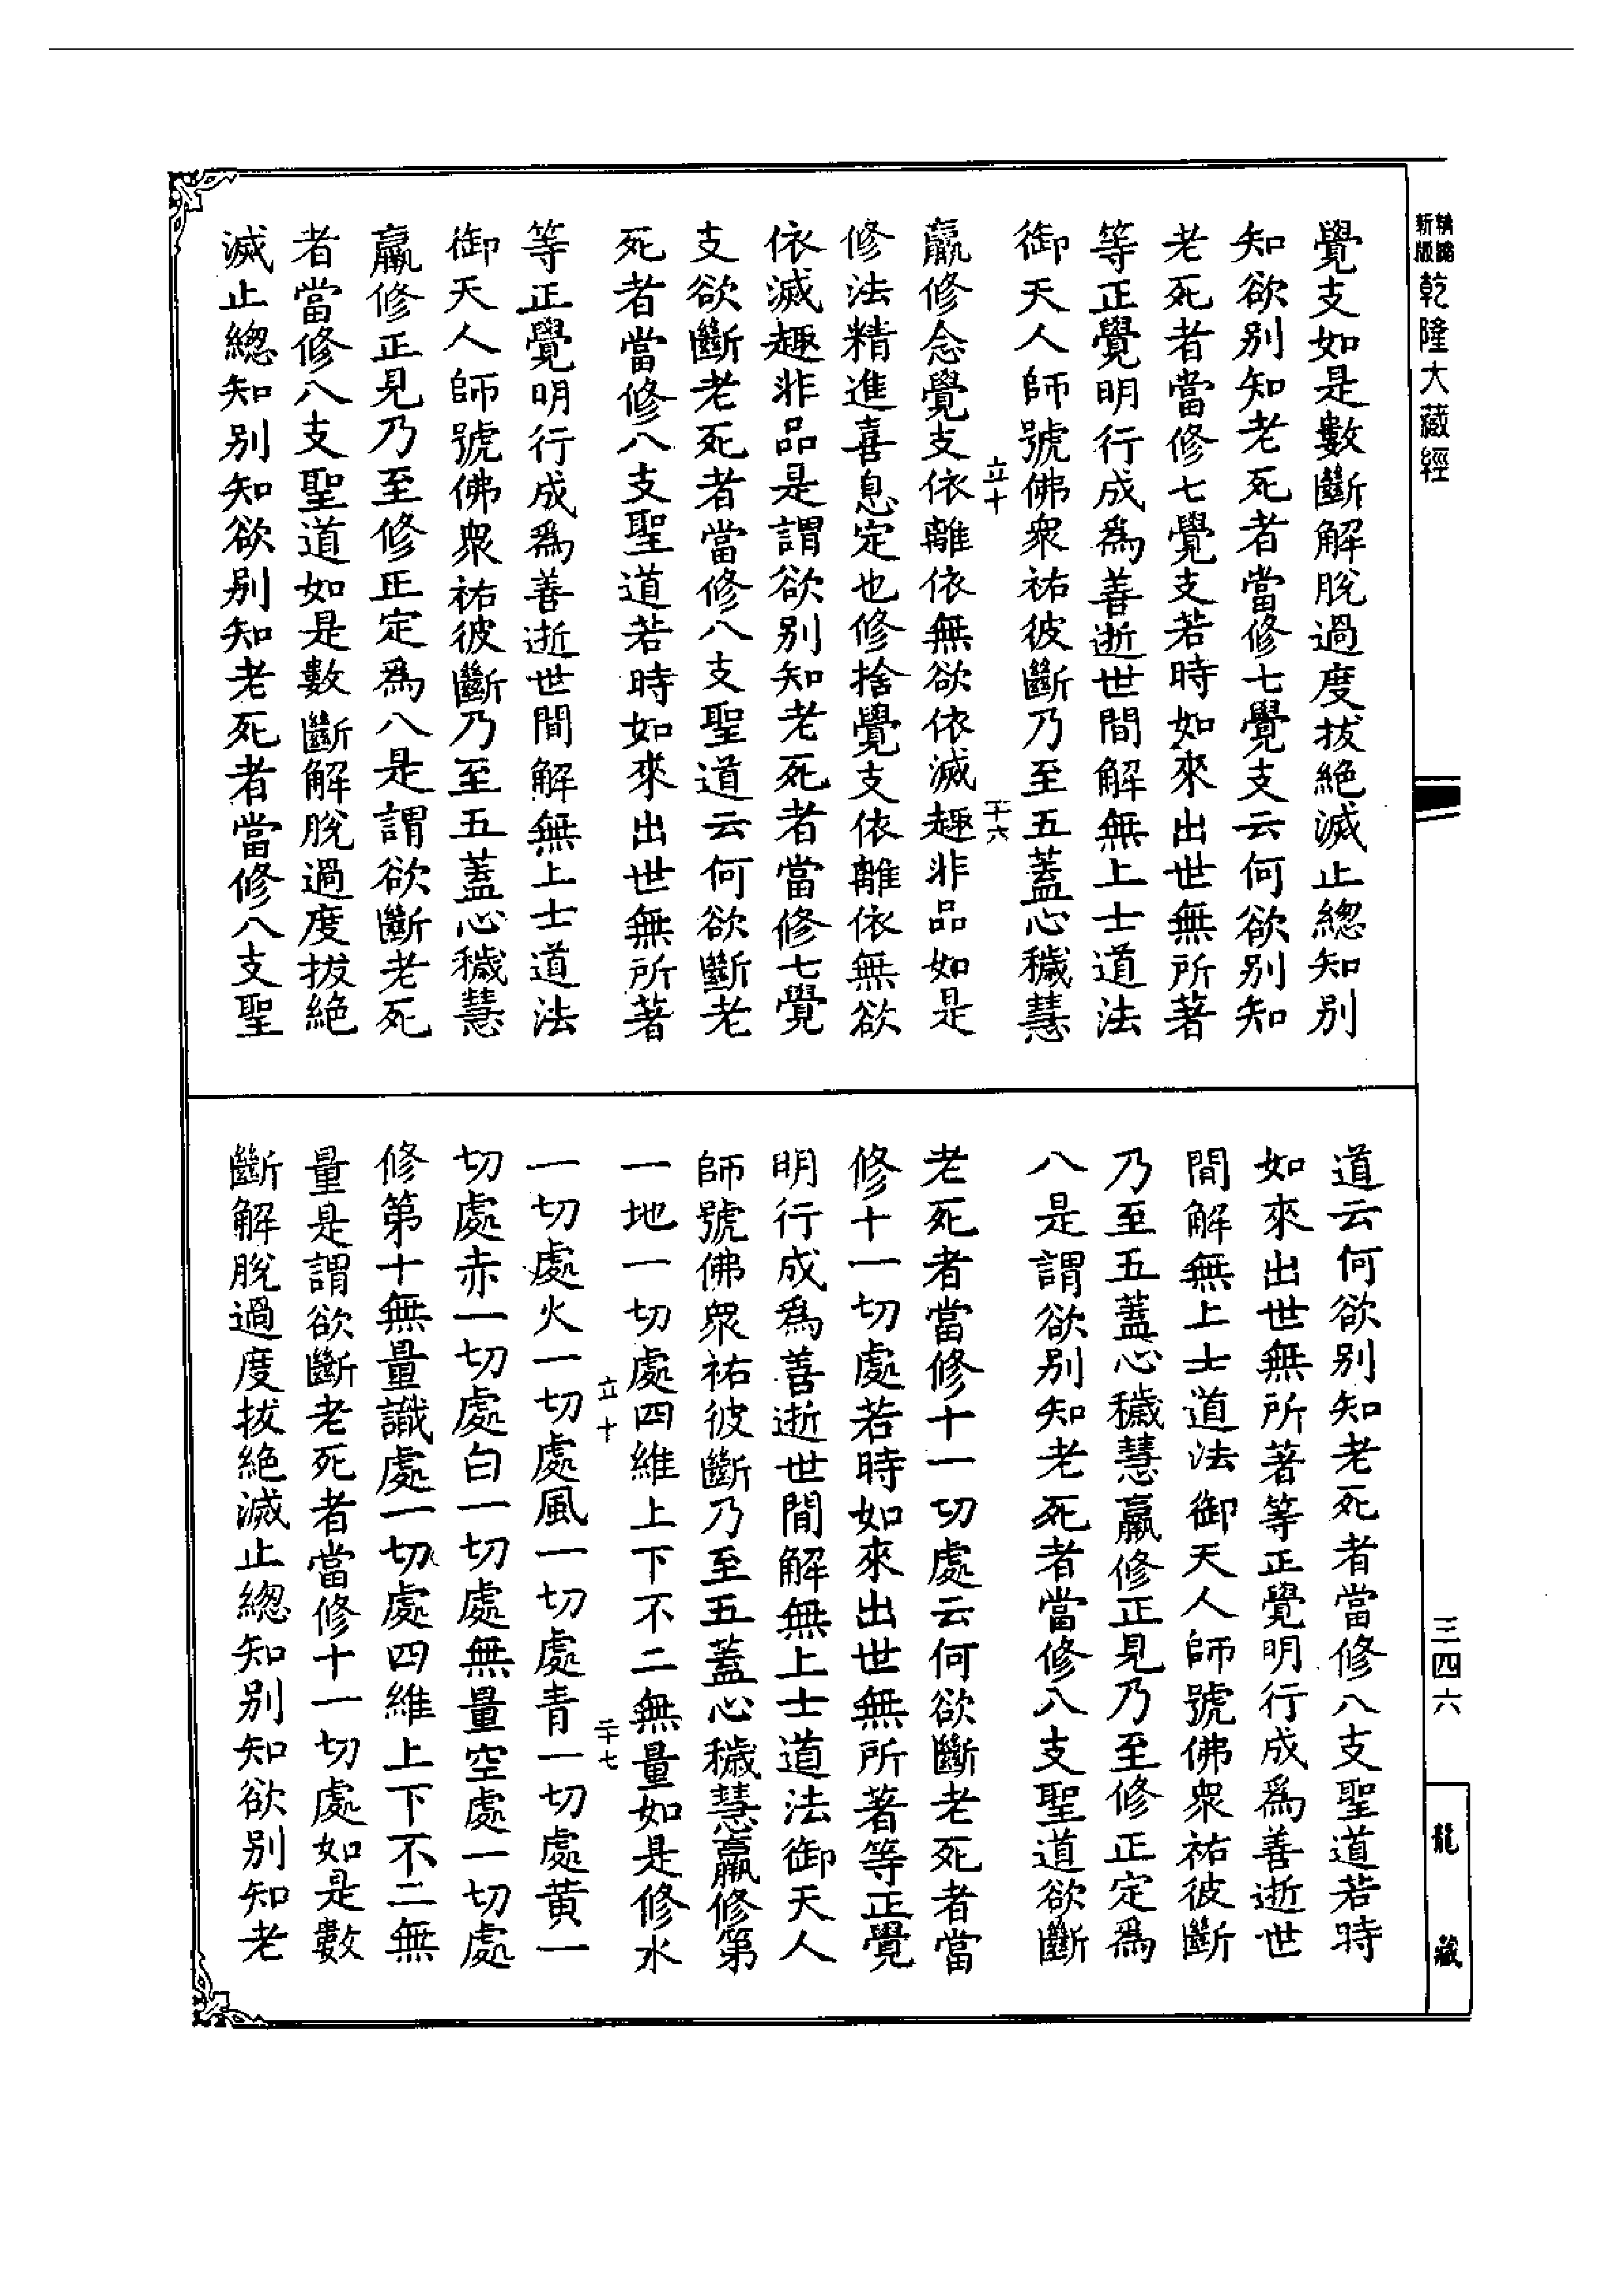 新版
精縮
乾隆大藏經
覺支如是數斷解脫過度拔絕滅止總知別
知欲別知老死者當修七覺支云何欲別知
老死者當修七覺支若時如來出世無所著
等正覺明行成為善逝世間解無上士道法
御天人師號佛衆祐彼斷乃至五蓋心穢慧
立十
十六
羸修念覺支依離依無欲依滅趣非品如是
修法精進喜息定也修捨覺支依離依無欲
依滅趣非品是謂欲別知老死者當修七覺
支欲斷老死者當修八支聖道云何欲斷老
死者當修八支聖道若時如來出世無所著
等正覺明行成為善逝世間解無上士道法
御天人師號佛衆祐彼斷乃至五蓋心穢慧
羸修正見乃至修正定為八是謂欲斷老死
者當修八支聖道如是數斷解脫過度拔絕
滅止總知別知欲別知老死者當修八支聖
道云何欲別知老死者當修八支聖道若時
如來出世無所著等正覺明行成為善逝世
間解無上士道法御天人師號佛衆祐彼斷
乃至五蓋心穢慧羸修正見乃至修正定為
八是謂欲別知老死者當修八支聖道欲斷
老死者當修十一切處云何欲斷老死者當
修十一切處若時如來出世無所著等正覺
明行成為善逝世間解無上士道法御天人
師號佛衆祐彼斷乃至五蓋心穢慧羸修第
一地一切處四維上下不二無量如是修水
立十
二十七
一切處火一切處風一切處青一切處黃一
切處赤一切處白一切處無量空處一切處
修第十無量識處一切處四維上下不二無
量是謂欲斷老死者當修十一切處如是數
斷解脫過度拔絕滅止總知別知欲別知老
三四六
龍藏